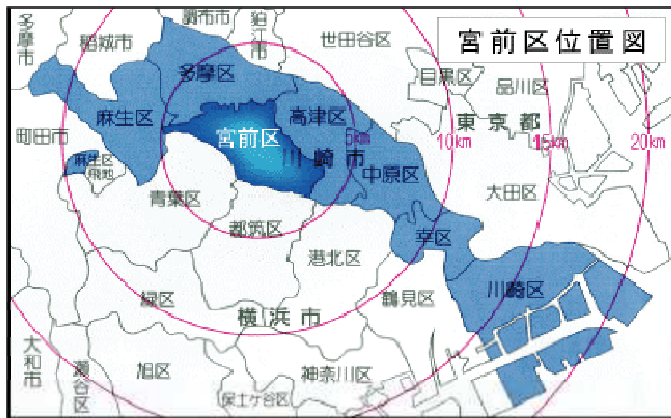 宮前区位置図
多摩市
稲城市
調布市
狛江市
世田谷区
目黒区
品川区
東京都
多摩区
高津区
麻生区
宮前区
川崎市
5km
10km
15km
20km
町田市
麻生区
飛地
中原区
大田区
青葉区
都筑区
幸区
港北区
川崎区
緑区
鶴見区
横浜市
大和市
瀬谷区
旭区
神奈川区
保土ケ谷区